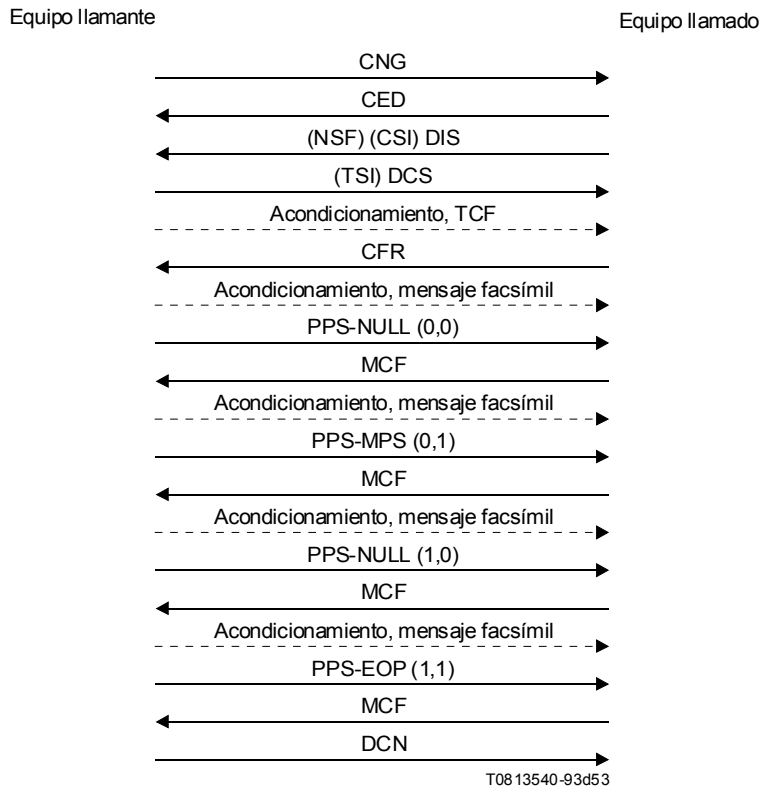 Equipo llamante
Equipo llamado
CNG
CED
(NSF) (CSI) DIS
(TSI) DCS
Acondicionamiento, TCF
CFR
Acondicionamiento, mensaje facsímil
PPS-NULL (0,0)
MCF
Acondicionamiento, mensaje facsímil
PPS-MPS (0,1)
MCF
Acondicionamiento, mensaje facsímil
PPS-NULL (1,0)
MCF
Acondicionamiento, mensaje facsímil
PPS-EOP (1,1)
MCF
DCN
T0813540-93d53